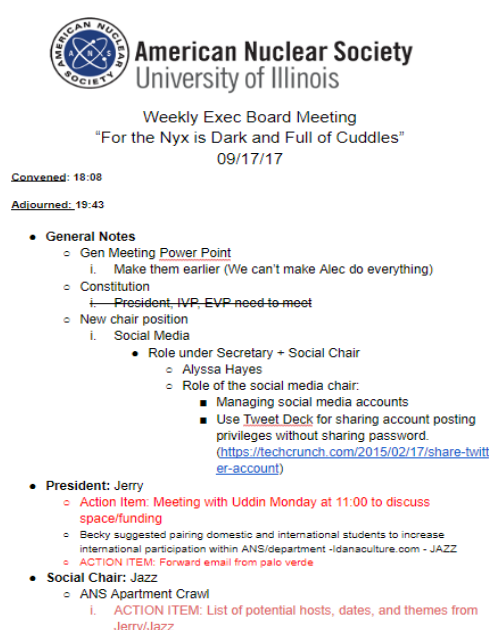 AMERICAN NUCLEAR SOCIETY
A N S
American Nuclear Society
University of Illinois
Weekly Exec Board Meeting
“For the Nyx is Dark and Full of Cuddles”
09/17/17
Convened: 18:08
Adjourned: 19:43
● General Notes
○ Gen Meeting Power Point
i. Make them earlier (We can’t make Alec do everything)
○ Constitution
i. President, IVP, EVP need to meet
○ New chair position
i. Social Media
● Role under Secretary + Social Chair
○ Alyssa Hayes
○ Role of the social media chair:
■ Managing social media accounts
■ Use Tweet Deck for sharing account posting
privileges without sharing password.
(https://techcrunch.com/2015/02/17/share-twitt
er-account)
● President: Jerry
○ Action Item: Meeting with Uddin Monday at 11:00 to discuss
space/funding
○ Becky suggested pairing domestic and international students to increase
international participation within ANS/department -Idanaculture.com - JAZZ
○ ACTION ITEM: Forward email from palo verde
● Social Chair: Jazz
○ ANS Apartment Crawl
i. ACTION ITEM: List of potential hosts, dates, and themes from
Jerry/Jazz